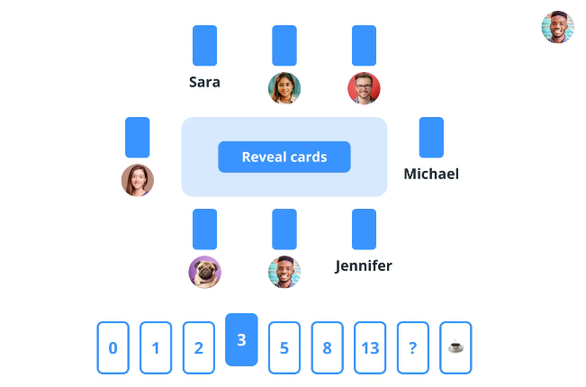 Sara
Reveal cards
Michael
Jennifer
0 1 2 3 5 8 13 ?